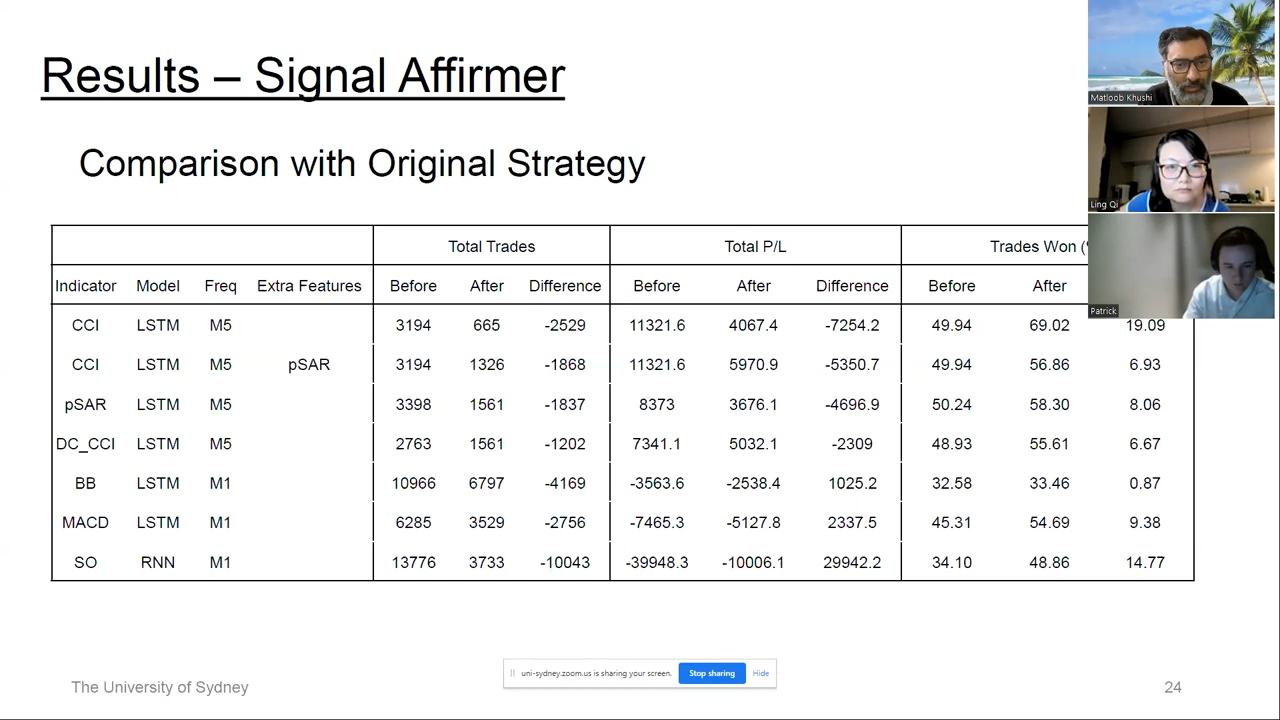 Results – Signal Affirmer
Matloob Khushi
Comparison with Original Strategy
Ling Qi
Patrick
Total Trades Total P/L Trades Won (
Indicator Model Freq Extra Features Before After Difference Before After Difference Before After
CCI LSTM M5 3194 665 -2529 11321.6 4067.4 -7254.2 49.94 69.02 19.09
CCI LSTM M5 pSAR 3194 1326 -1868 11321.6 5970.9 -5350.7 49.94 56.86 6.93
pSAR LSTM M5 3398 1561 -1837 8373 3676.1 -4696.9 50.24 58.30 8.06
DC_CCI LSTM M5 2763 1561 -1202 7341.1 5032.1 -2309 48.93 55.61 6.67
BB LSTM M1 10966 6797 -4169 -3563.6 -2538.4 1025.2 32.58 33.46 0.87
MACD LSTM M1 6285 3529 -2756 -7465.3 -5127.8 2337.5 45.31 54.69 9.38
SO RNN M1 13776 3733 -10043 -39948.3 -10006.1 29942.2 34.10 48.86 14.77
uni-sydney.zoom.us is sharing your screen. Stop sharing Hide
The University of Sydney 24